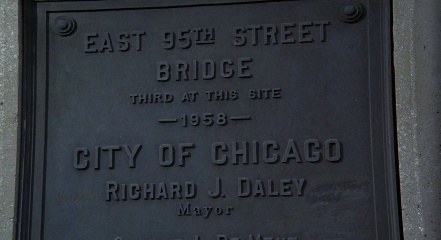 EAST 95TH STREET
BRIDGE
THIRD AT THIS SITE
—1958—
CITY OF CHICAGO
RICHARD J. DALEY
Mayor